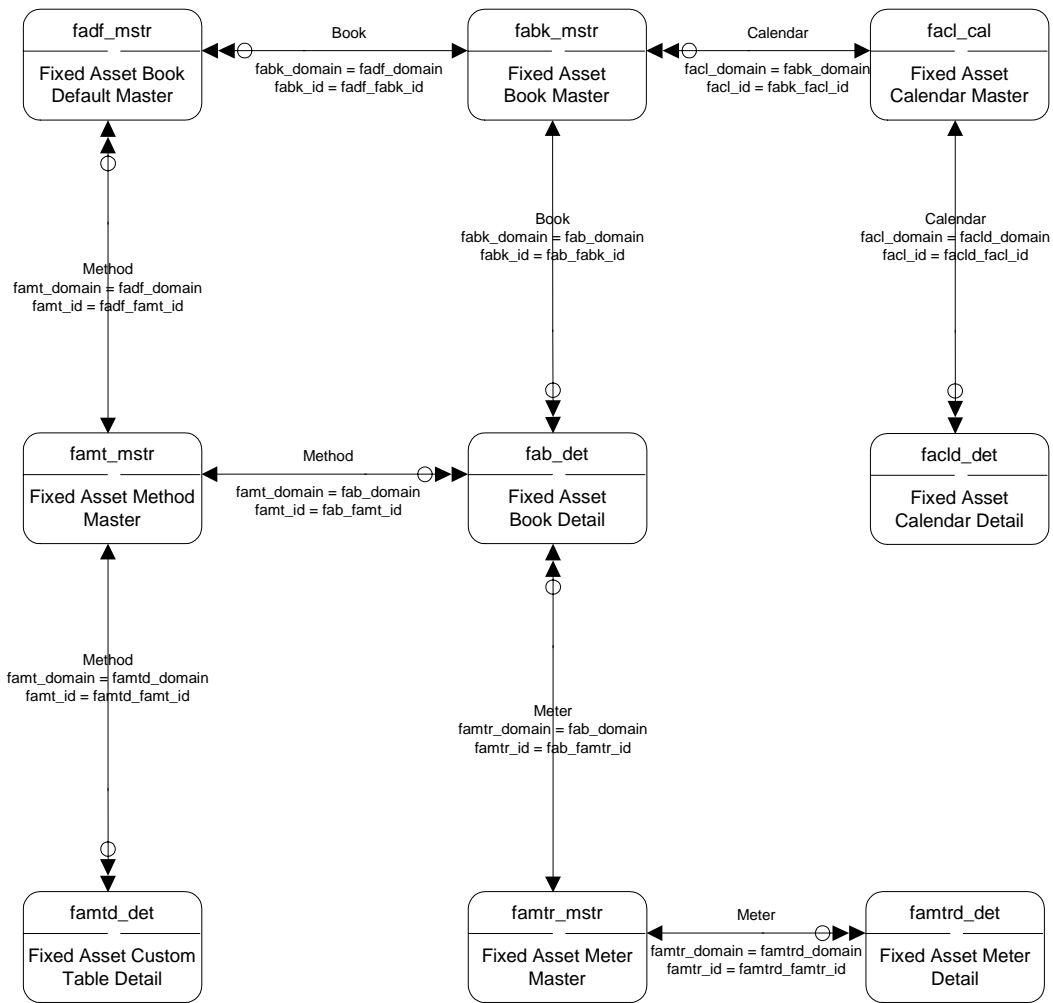 fadf_mstr
Fixed Asset Book
Default Master
Book
fabk_domain = fadf_domain
fabk_id = fadf_fabk_id
fabk_mstr
Fixed Asset
Book Master
Calendar
facl_domain = fabk_domain
facl_id = fabk_facl_id
facl_cal
Fixed Asset
Calendar Master
Method
famt_domain = fadf_domain
famt_id = fadf_famt_id
Book
fabk_domain = fab_domain
fabk_id = fab_fabk_id
Calendar
facl_domain = facld_domain
facl_id = facld_facl_id
famt_mstr
Fixed Asset Method
Master
Method
famt_domain = fab_domain
famt_id = fab_famt_id
fab_det
Fixed Asset
Book Detail
facld_det
Fixed Asset
Calendar Detail
Method
famt_domain = famtd_domain
famt_id = famtd_famt_id
Meter
famtr_domain = fab_domain
famtr_id = fab_famtr_id
famtd_det
Fixed Asset Custom
Table Detail
famtr_mstr
Fixed Asset Meter
Master
Meter
famtr_domain = famtrd_domain
famtr_id = famtrd_famtr_id
famtrd_det
Fixed Asset Meter
Detail